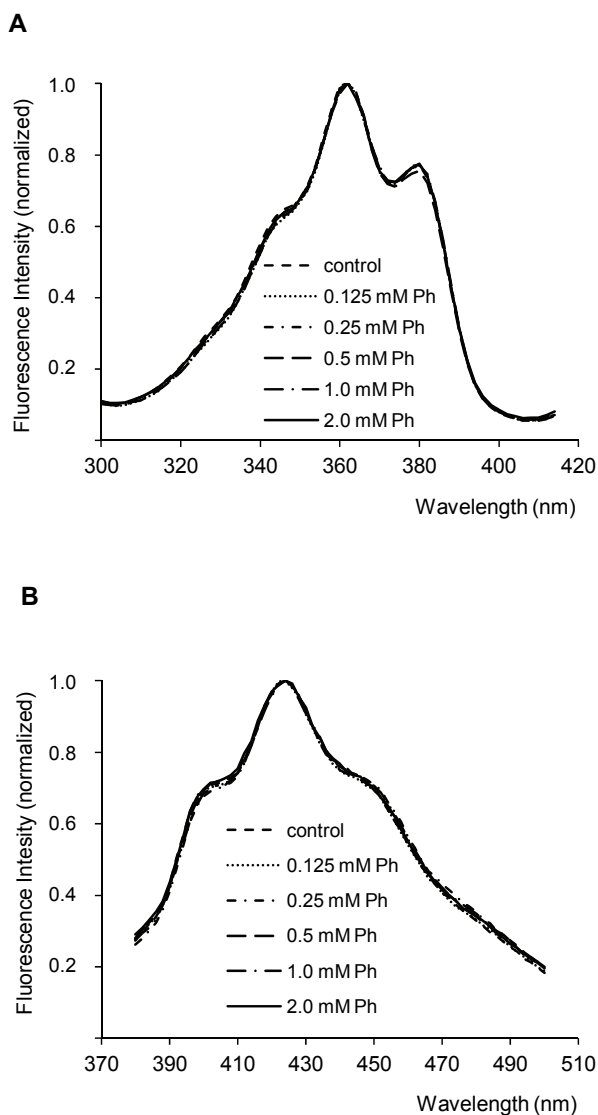 A
Fluorescence Intensity (normalized)
1.0
0.8
0.6
0.4
0.2
control
0.125 mM Ph
0.25 mM Ph
0.5 mM Ph
1.0 mM Ph
2.0 mM Ph
300 320 340 360 380 400 420
Wavelength (nm)
B
Fluorescence Intesity (normalized)
1.0
0.8
0.6
0.4
0.2
control
0.125 mM Ph
0.25 mM Ph
0.5 mM Ph
1.0 mM Ph
2.0 mM Ph
370 390 410 430 450 470 490 510
Wavelength (nm)